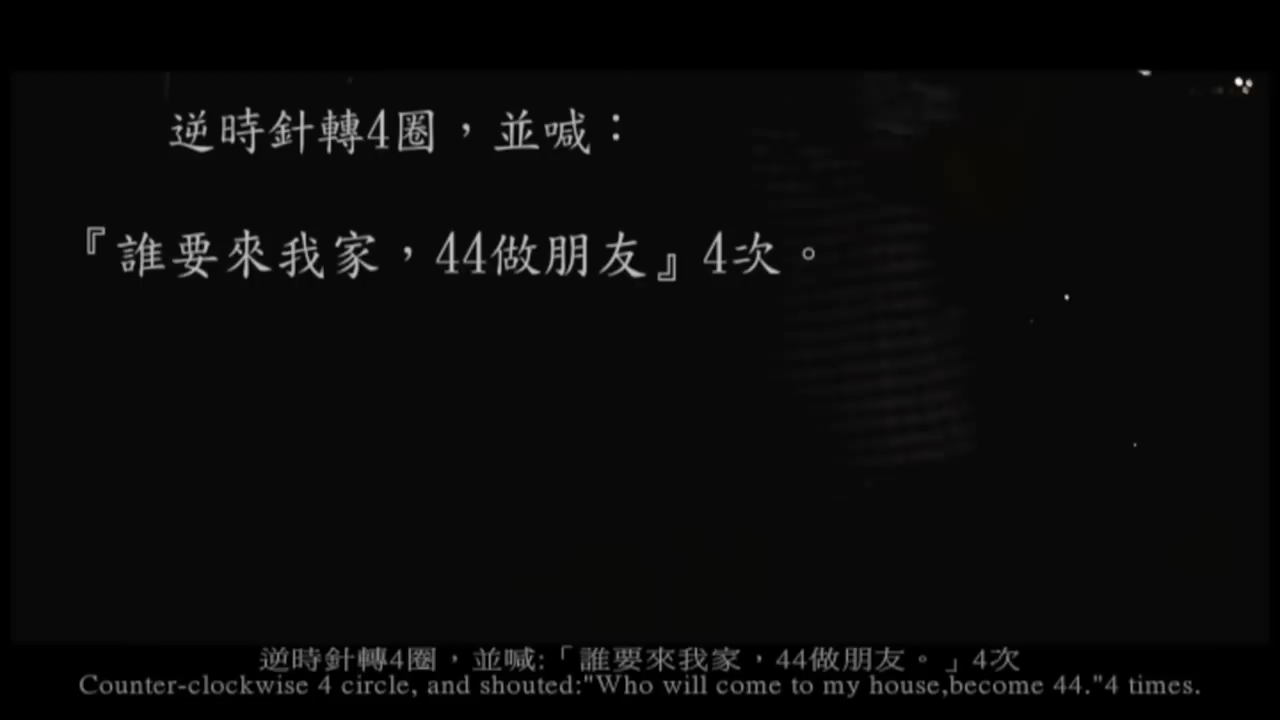 逆時針轉4圈，並喊：
『誰要來我家，44做朋友』4次。
逆時針轉4圈，並喊:「誰要來我家，44做朋友。」4次
Counter-clockwise 4 circle, and shouted:"Who will come to my house,become 44."4 times.